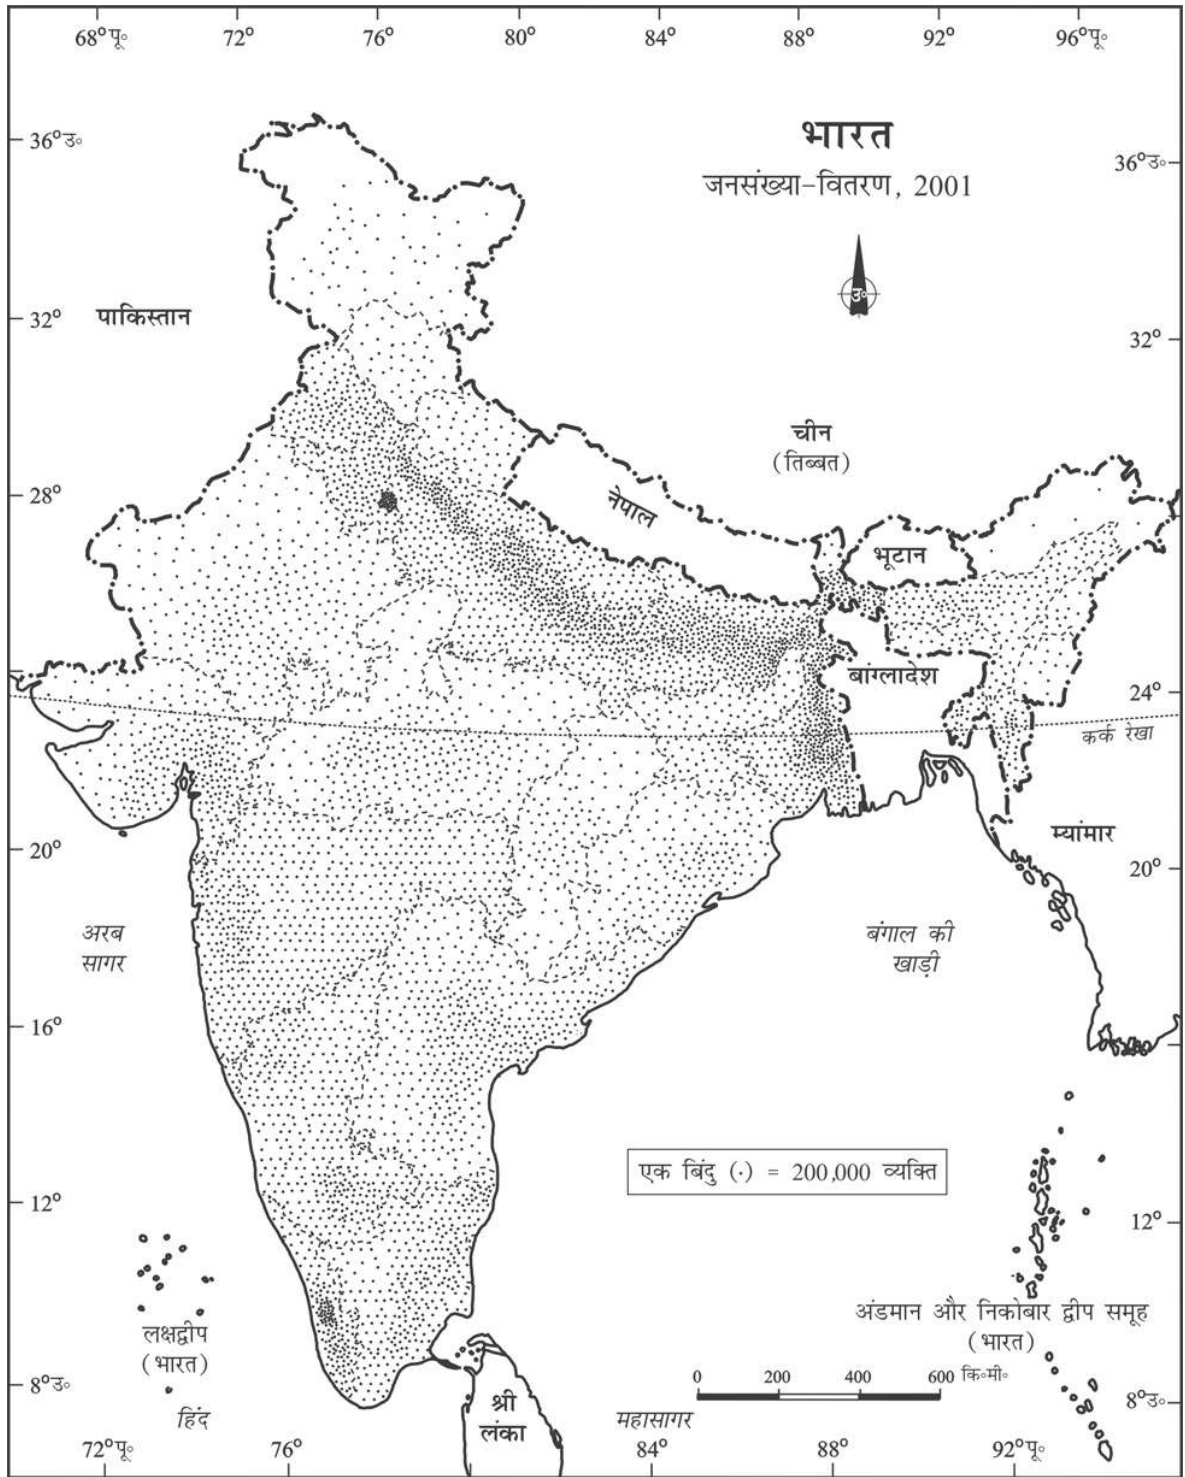 68°पू॰ 72° 76° 80° 84° 88° 92° 96°पू॰
भारत
36°उ॰ 36°उ॰
जनसंख्या-वितरण, 2001
उ॰
पाकिस्तान
32° 32°
चीन
(तिब्बत)
28°
नेपाल
भूटान
बांग्लादेश
24°
कर्क रेखा
म्यांमार
20° 20°
अरब
सागर
बंगाल की
खाड़ी
16°
एक बिंदु (·) = 200,000 व्यक्ति
12° 12°
अंडमान और निकोबार द्वीप समूह
(भारत)
लक्षद्वीप
(भारत)
0 200 400 600 कि॰मी॰
8°उ॰ 8°उ॰
श्री
लंका
हिंद महासागर
72°पू॰ 76° 84° 88° 92°पू॰